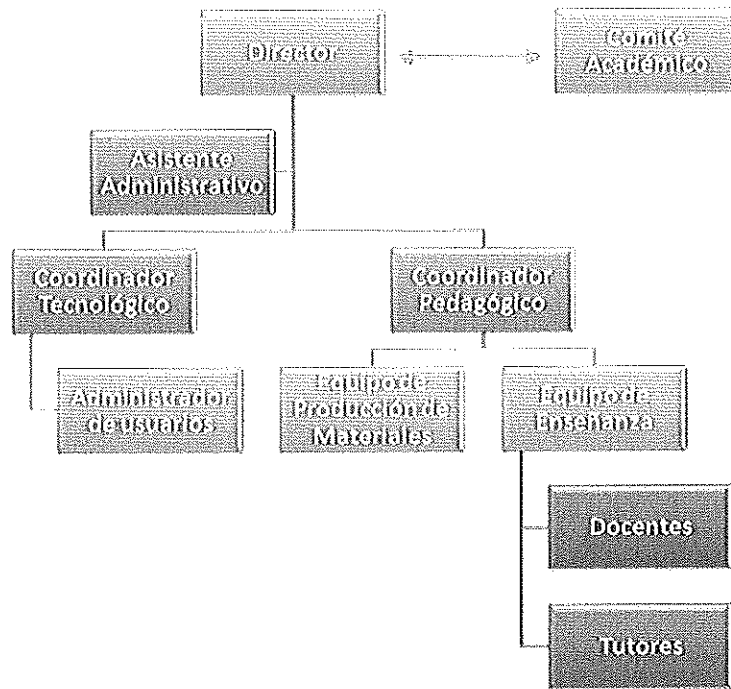 Director
Comité
Académico
Asistente
Administrativo
Coordinador
Tecnológico
Coordinador
Pedagógico
Administrador
de usuarios
Equipo de
Producción de
Materiales
Equipo de
Enseñanza
Docentes
Tutores